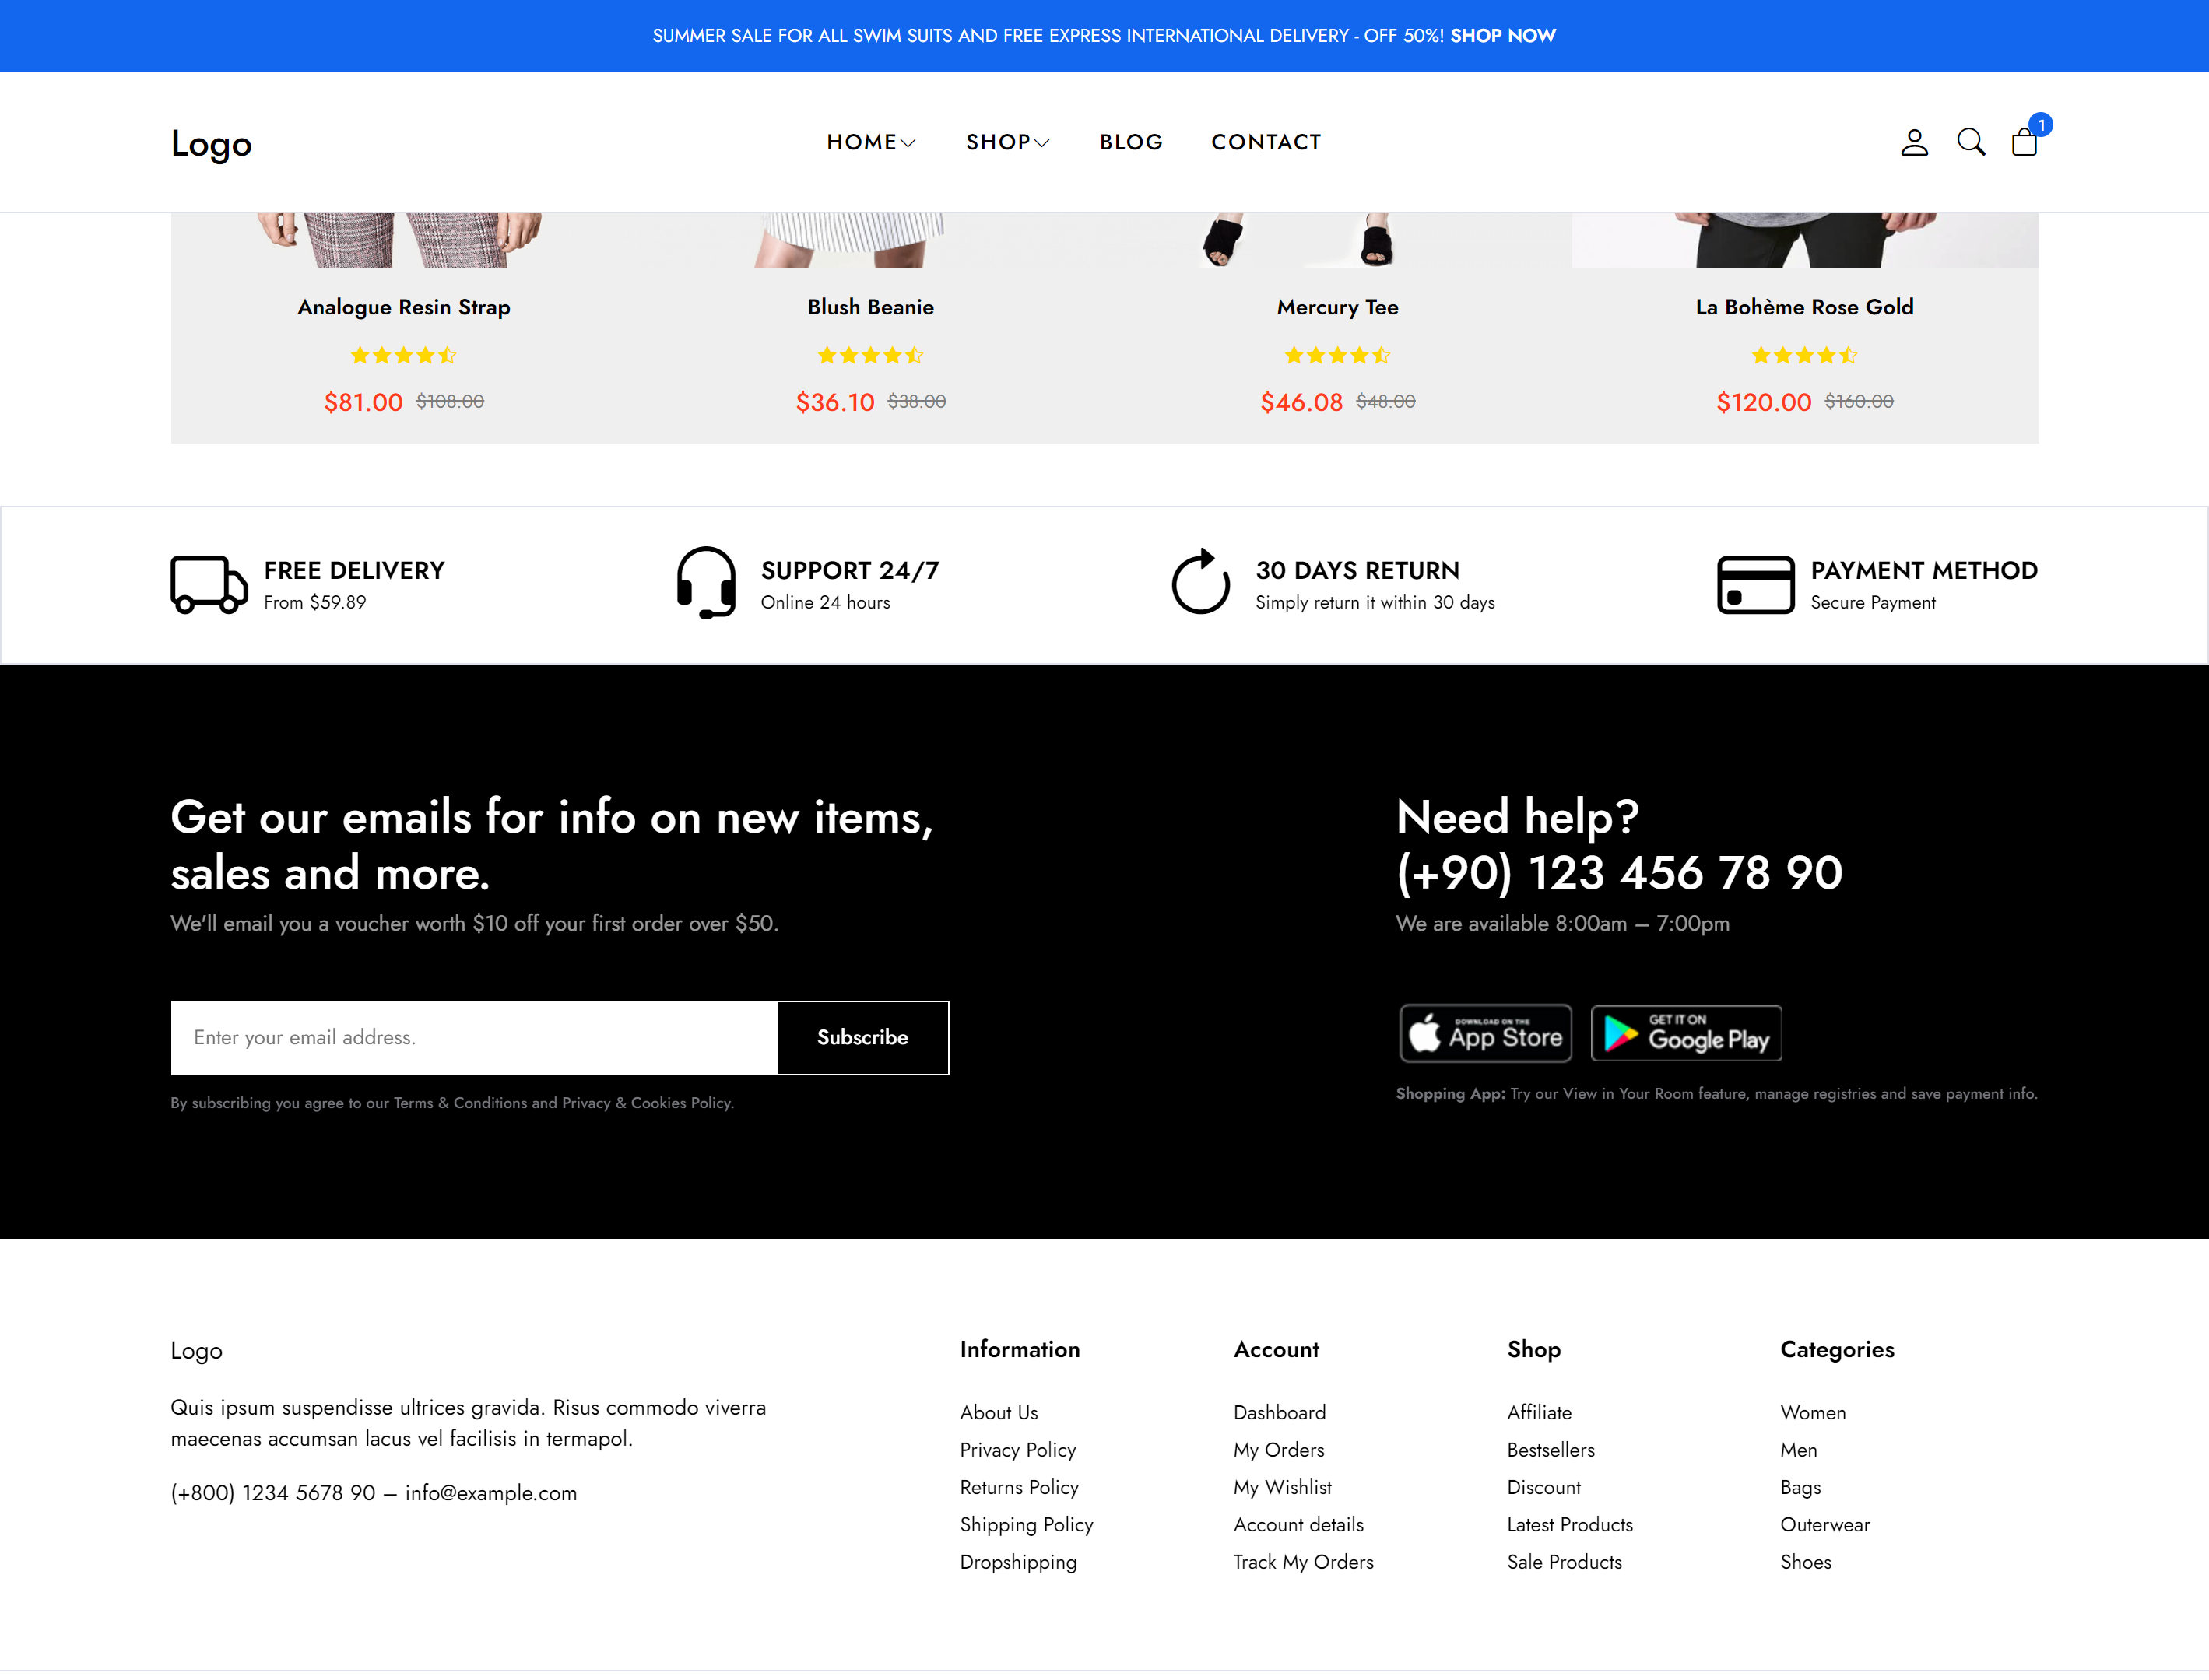 SUMMER SALE FOR ALL SWIM SUITS AND FREE EXPRESS INTERNATIONAL DELIVERY - OFF 50%! SHOP NOW
Logo
HOME
SHOP
BLOG
CONTACT
1
Analogue Resin Strap
$81.00 $108.00
Blush Beanie
$36.10 $38.00
Mercury Tee
$46.08 $48.00
La Bohème Rose Gold
$120.00 $160.00
FREE DELIVERY
From $59.89
SUPPORT 24/7
Online 24 hours
30 DAYS RETURN
Simply return it within 30 days
PAYMENT METHOD
Secure Payment
Get our emails for info on new items,
sales and more.
We'll email you a voucher worth $10 off your first order over $50.
Enter your email address.
Subscribe
By subscribing you agree to our Terms & Conditions and Privacy & Cookies Policy.
Need help?
(+90) 123 456 78 90
We are available 8:00am – 7:00pm
DOWNLOAD ON THE
App Store
GET IT ON
Google Play
Shopping App: Try our View in Your Room feature, manage registries and save payment info.
Logo
Quis ipsum suspendisse ultrices gravida. Risus commodo viverra
maecenas accumsan lacus vel facilisis in termapol.
(+800) 1234 5678 90 – info@example.com
Information
About Us
Privacy Policy
Returns Policy
Shipping Policy
Dropshipping
Account
Dashboard
My Orders
My Wishlist
Account details
Track My Orders
Shop
Affiliate
Bestsellers
Discount
Latest Products
Sale Products
Categories
Women
Men
Bags
Outerwear
Shoes